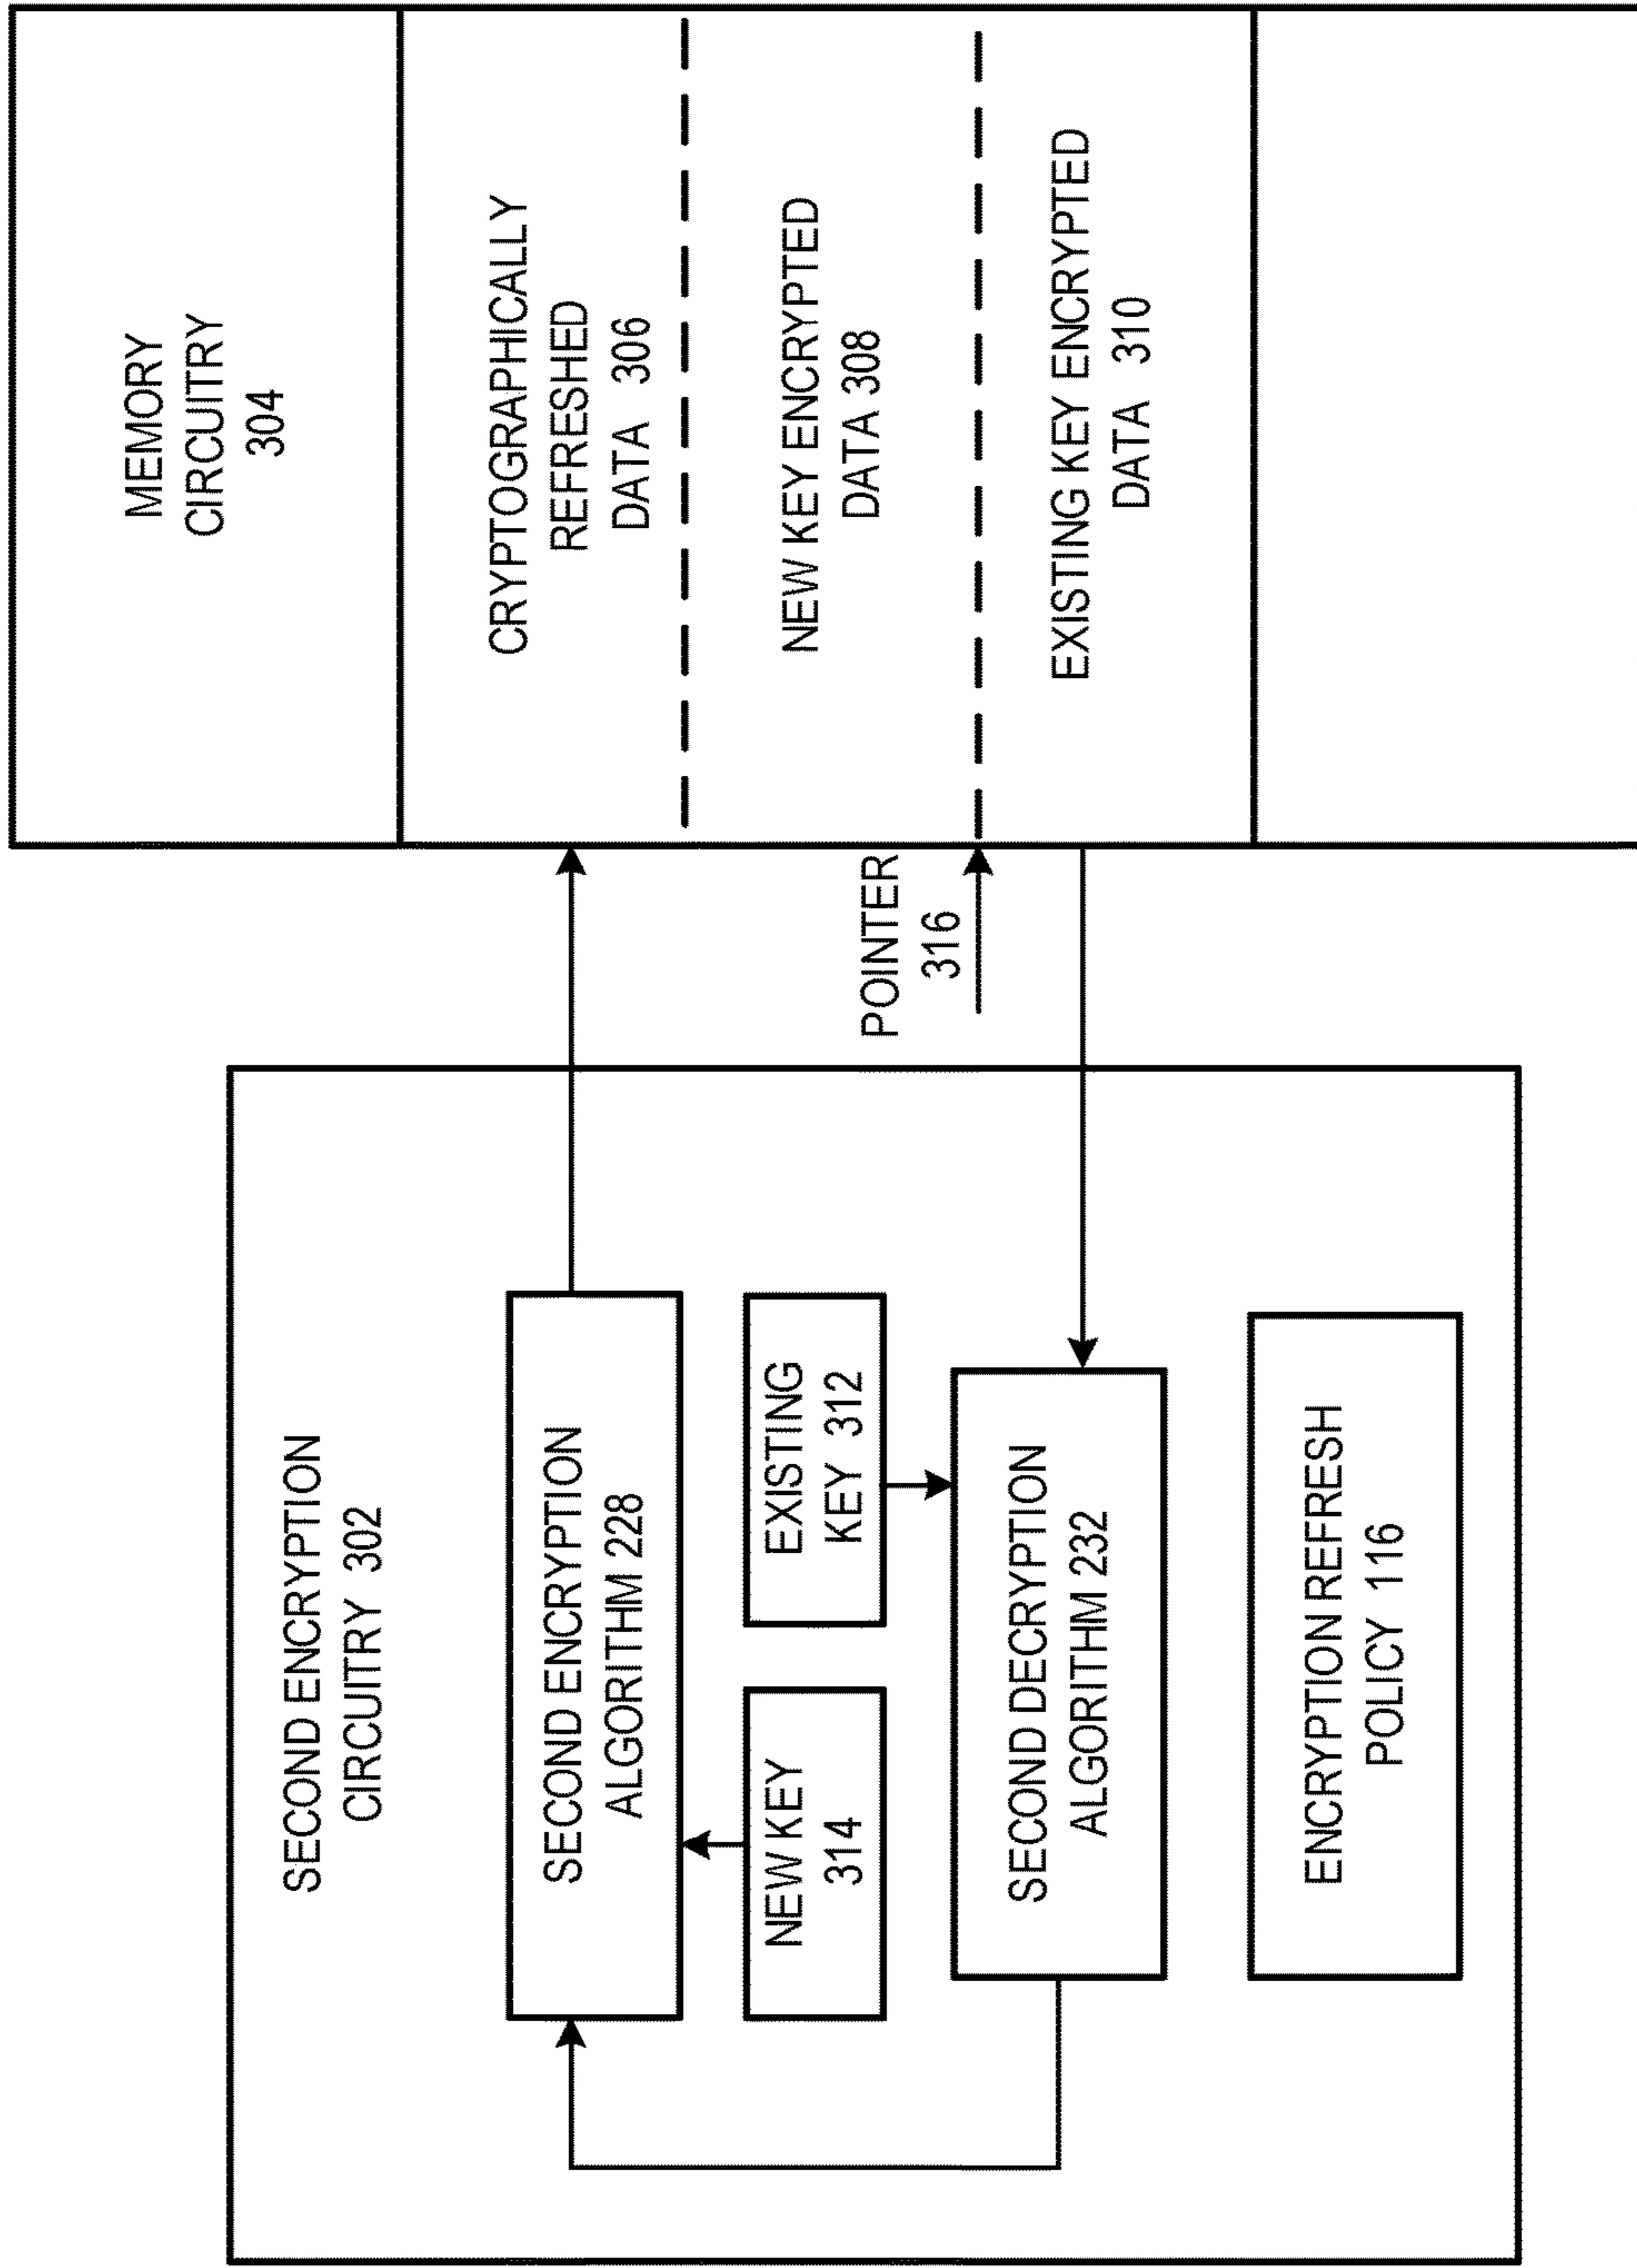 SECOND ENCRYPTION
CIRCUITRY 302
SECOND ENCRYPTION
ALGORITHM 228
NEW KEY
314
EXISTING
KEY 312
SECOND DECRYPTION
ALGORITHM 232
ENCRYPTION REFRESH
POLICY 116
POINTER
316
MEMORY
CIRCUITRY
304
CRYPTOGRAPHICALLY
REFRESHED
DATA 306
NEW KEY ENCRYPTED
DATA 308
EXISTING KEY ENCRYPTED
DATA 310